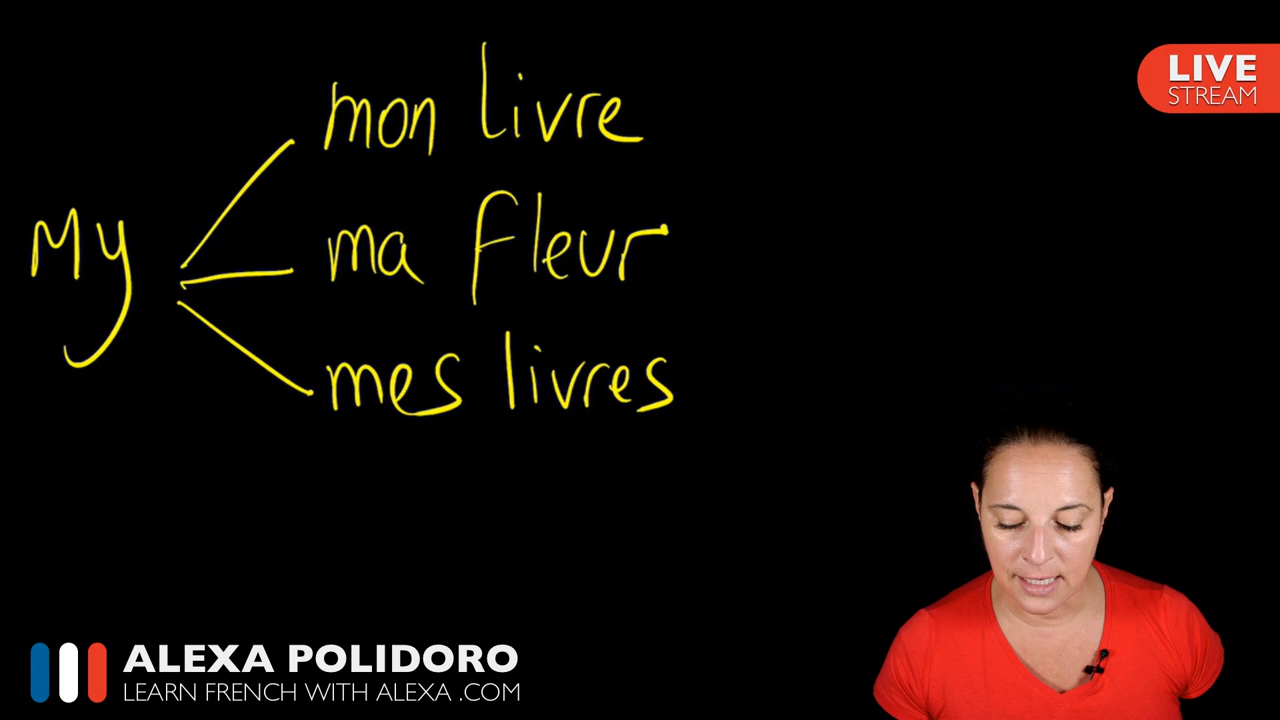 LIVE
STREAM
mon livre
My
ma fleur
mes livres
ALEXA POLIDORO
LEARN FRENCH WITH ALEXA .COM